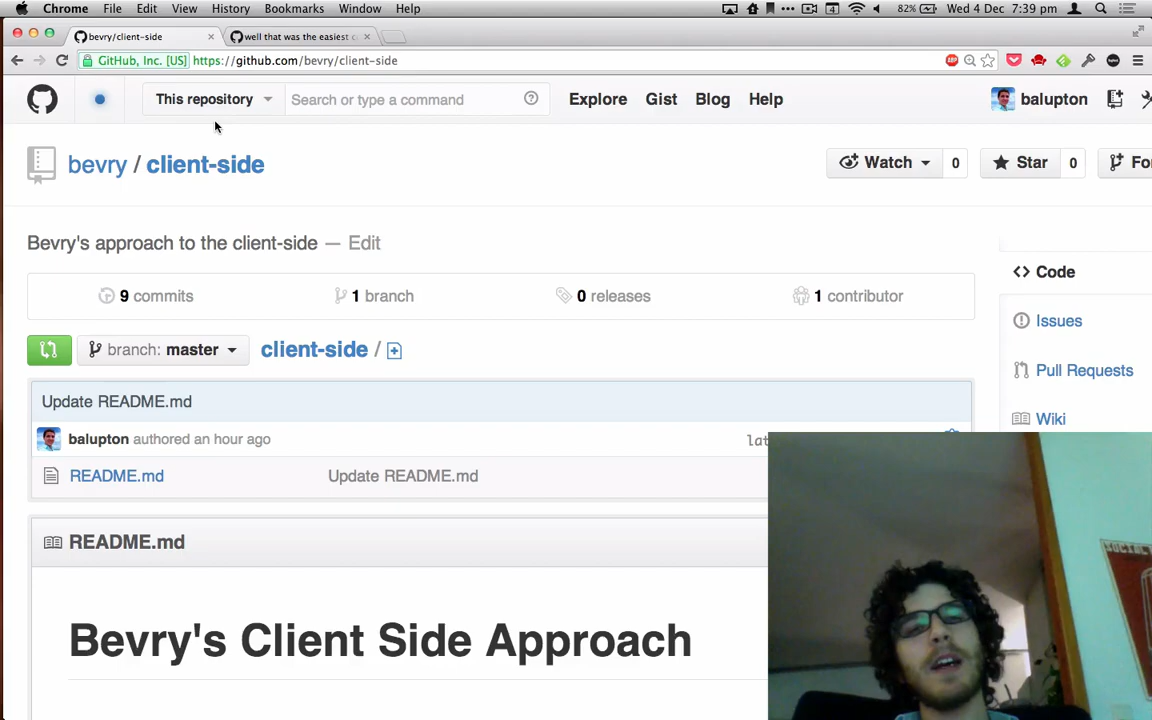 Chrome File Edit View History Bookmarks Window Help 4 82% Wed 4 Dec 7:39 pm
bevry/client-side × well that was the easiest c ×
GitHub, Inc. [US] https://github.com/bevry/client-side
This repository Search or type a command Explore Gist Blog Help balupton
bevry / client-side Watch 0 Star 0 Fo
Bevry's approach to the client-side — Edit
9 commits 1 branch 0 releases 1 contributor
<> Code
Issues
branch: master client-side /
Pull Requests
Update README.md
Wiki
balupton authored an hour ago lat
README.md Update README.md
README.md
Bevry's Client Side Approach